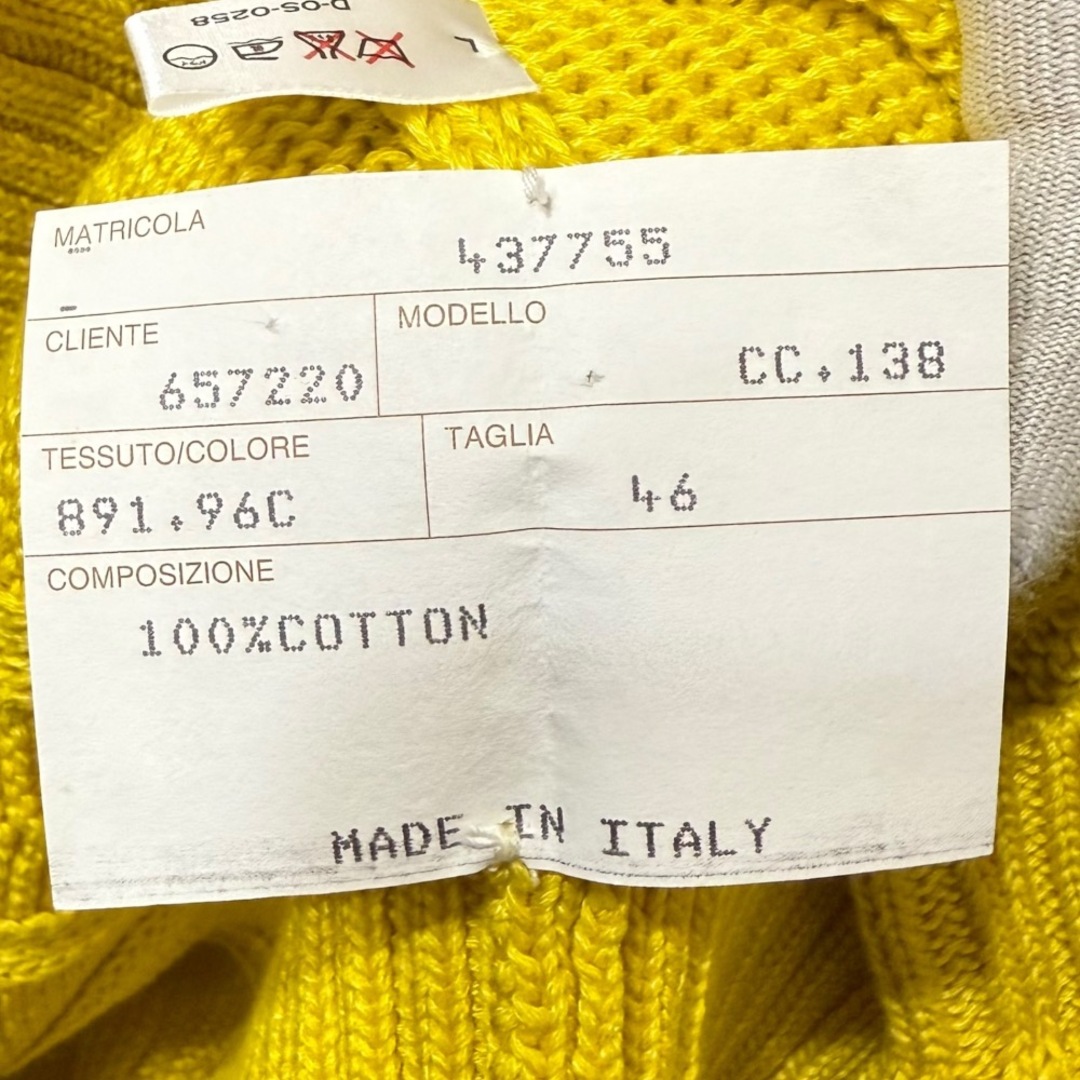 D-OS-0258
MATRICOLA
437755
CLIENTE
657220
MODELLO
CC.138
TESSUTO/COLORE
891.96C
TAGLIA
46
COMPOSIZIONE
100%COTTON
MADE IN ITALY